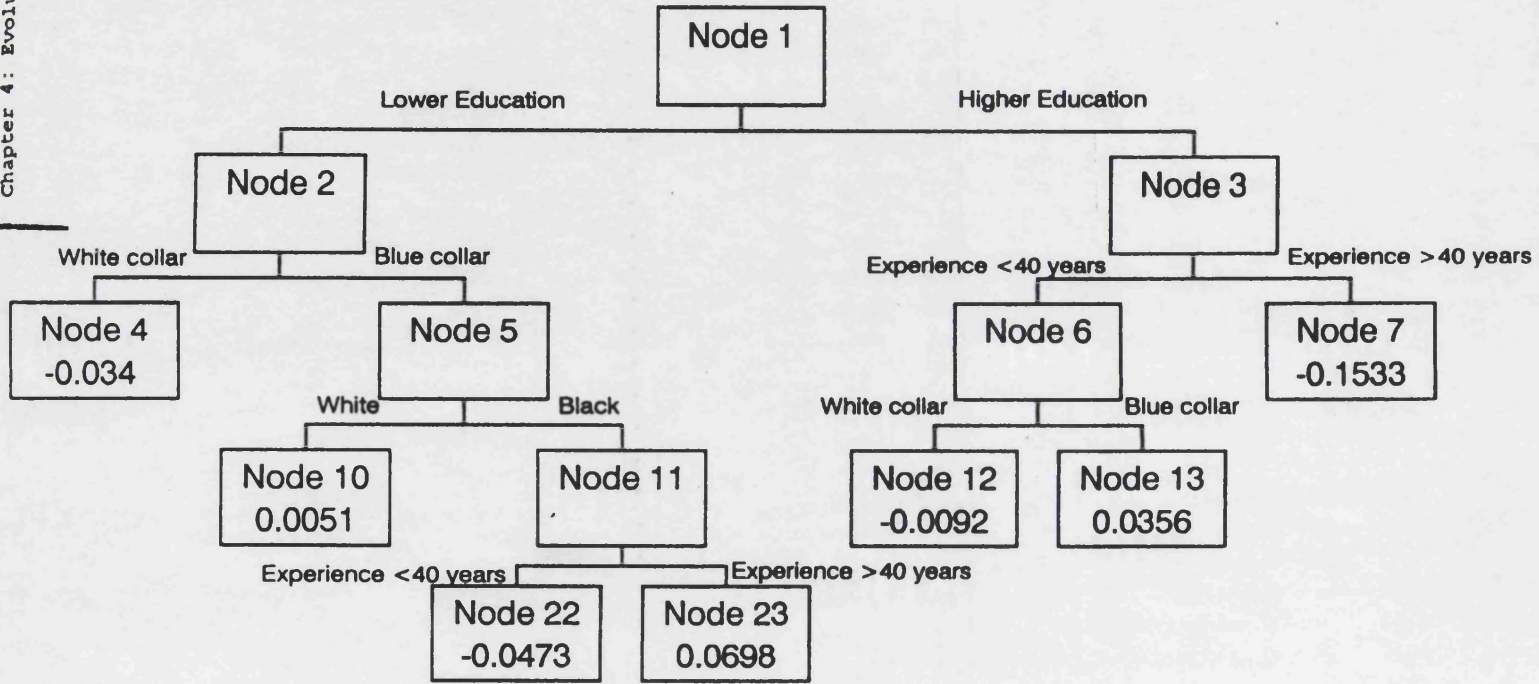 Chapter 4: Evolu
Node 1
Lower Education
Higher Education
Node 2
Node 3
White collar
Blue collar
Experience <40 years
Experience >40 years
Node 4
-0.034
Node 5
Node 6
Node 7
-0.1533
White
Black
White collar
Blue collar
Node 10
0.0051
Node 11
Node 12
-0.0092
Node 13
0.0356
Experience <40 years
Experience >40 years
Node 22
-0.0473
Node 23
0.0698